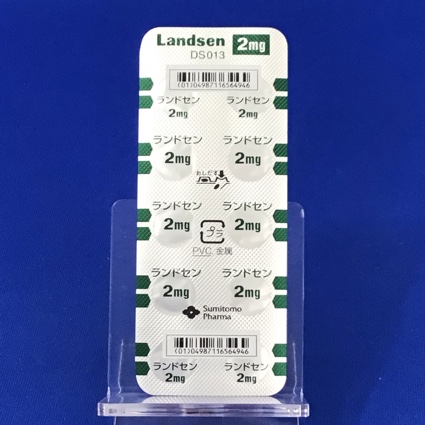 Landsen 2mg
DS013
(01)04987116564946
ランドセン ランドセン
2mg 2mg
ランドセン ランドセン
2mg 2mg
おしだす
ランドセン ランドセン
2mg 2mg
プラ
PVC, 金属
ランドセン ランドセン
2mg 2mg
Sumitomo
Pharma
(01)04987116564946
ランドセン ランドセン
2mg 2mg